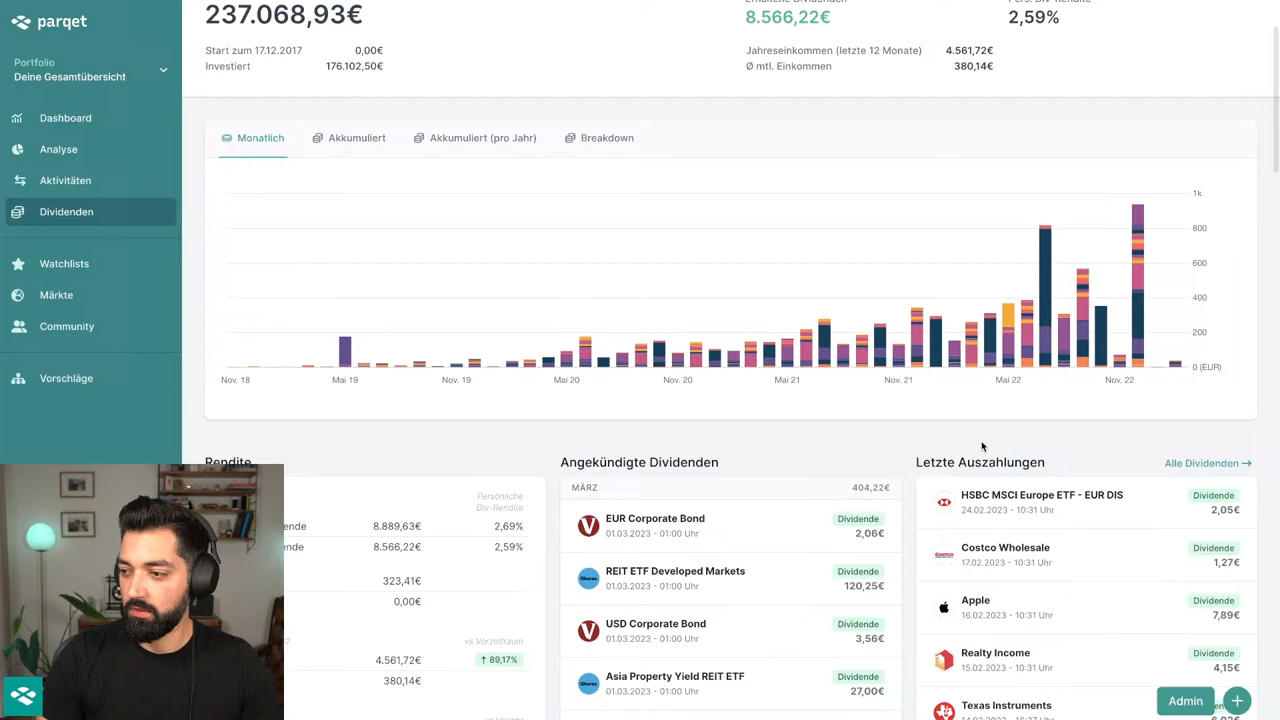 parqet
Portfolio
Deine Gesamtübersicht
Dashboard
Analyse
Aktivitäten
Dividenden
Watchlists
Märkte
Community
Vorschläge
237.068,93€
Start zum 17.12.2017 0,00€
Investiert 176.102,50€
Erhaltene Dividenden
8.566,22€
Pers. Div-Rendite
2,59%
Jahreseinkommen (letzte 12 Monate) 4.561,72€
Ø mtl. Einkommen 380,14€
Monatlich Akkumuliert Akkumuliert (pro Jahr) Breakdown
1k
800
600
400
200
0 (EUR)
Nov. 18 Mai 19 Nov. 19 Mai 20 Nov. 20 Mai 21 Nov. 21 Mai 22 Nov. 22
Rendite
Persönliche
Div-Rendite
ende 8.889,63€ 2,69%
ende 8.566,22€ 2,59%
323,41€
0,00€
vs Vorzeitraum
4.561,72€ ↑ 89,17%
380,14€
Angekündigte Dividenden
MÄRZ 404,22€
EUR Corporate Bond Dividende
01.03.2023 - 01:00 Uhr 2,06€
REIT ETF Developed Markets Dividende
01.03.2023 - 01:00 Uhr 120,25€
USD Corporate Bond Dividende
01.03.2023 - 01:00 Uhr 3,56€
Asia Property Yield REIT ETF Dividende
01.03.2023 - 01:00 Uhr 27,00€
Letzte Auszahlungen Alle Dividenden →
HSBC MSCI Europe ETF - EUR DIS Dividende
24.02.2023 - 10:31 Uhr 2,05€
Costco Wholesale Dividende
17.02.2023 - 10:31 Uhr 1,27€
Apple Dividende
16.02.2023 - 10:31 Uhr 7,89€
Realty Income Dividende
15.02.2023 - 10:31 Uhr 4,15€
Texas Instruments Dividende
Admin +